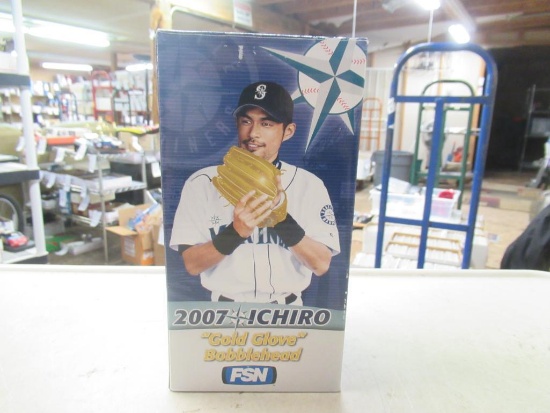 S
2007 ICHIRO
"Gold Glove"
Bobblehead
FSN